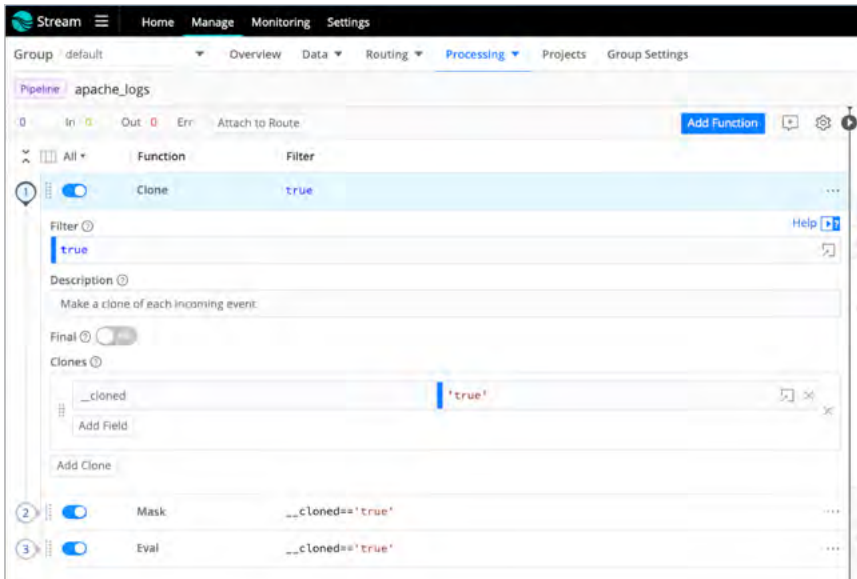 Stream Home Manage Monitoring Settings
Group default Overview Data Routing Processing Projects Group Settings
Pipeline apache_logs
0 In 0 Out 0 Err Attach to Route Add Function
All Function Filter
1 Clone true ...
Filter Help
true
Description
Make a clone of each incoming event.
Final
Clones
__cloned 'true'
Add Field
Add Clone
2 Mask __cloned=='true' ...
3 Eval __cloned=='true' ...